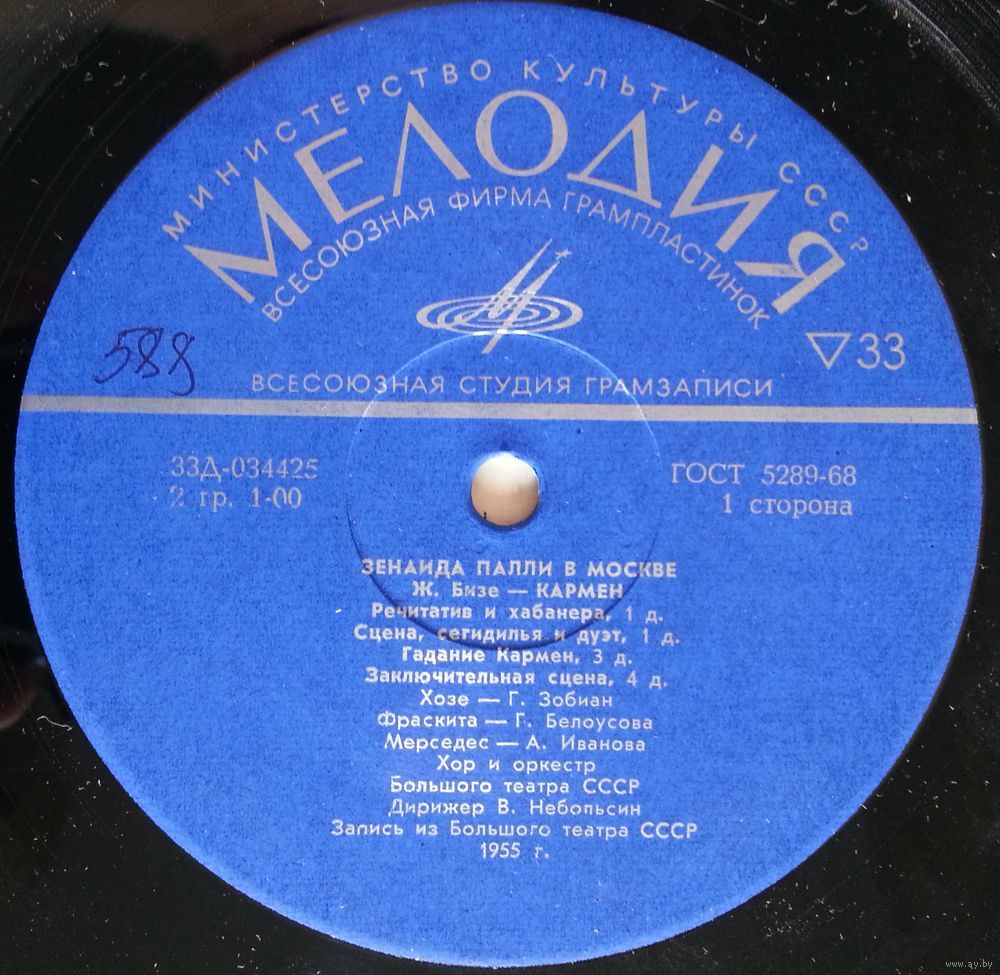 МИНИСТЕРСТВО КУЛЬТУРЫ СССР
МЕЛОДИЯ
ВСЕСОЮЗНАЯ ФИРМА ГРАМПЛАСТИНОК
▽33
588
ВСЕСОЮЗНАЯ СТУДИЯ ГРАМЗАПИСИ
33Д-034425
2 гр. 1-00
ГОСТ 5289-68
1 сторона
ЗЕНАИДА ПАЛЛИ В МОСКВЕ
Ж. Бизе — КАРМЕН
Речитатив и хабанера, 1 д.
Сцена, сегидилья и дуэт, 1 д.
Гадание Кармен, 3 д.
Заключительная сцена, 4 д.
Хозе — Г. Зобиан
Фраскита — Г. Белоусова
Мерседес — А. Иванова
Хор и оркестр
Большого театра СССР
Дирижер В. Небольсин
Запись из Большого театра СССР
1955 г.
www.ay.by